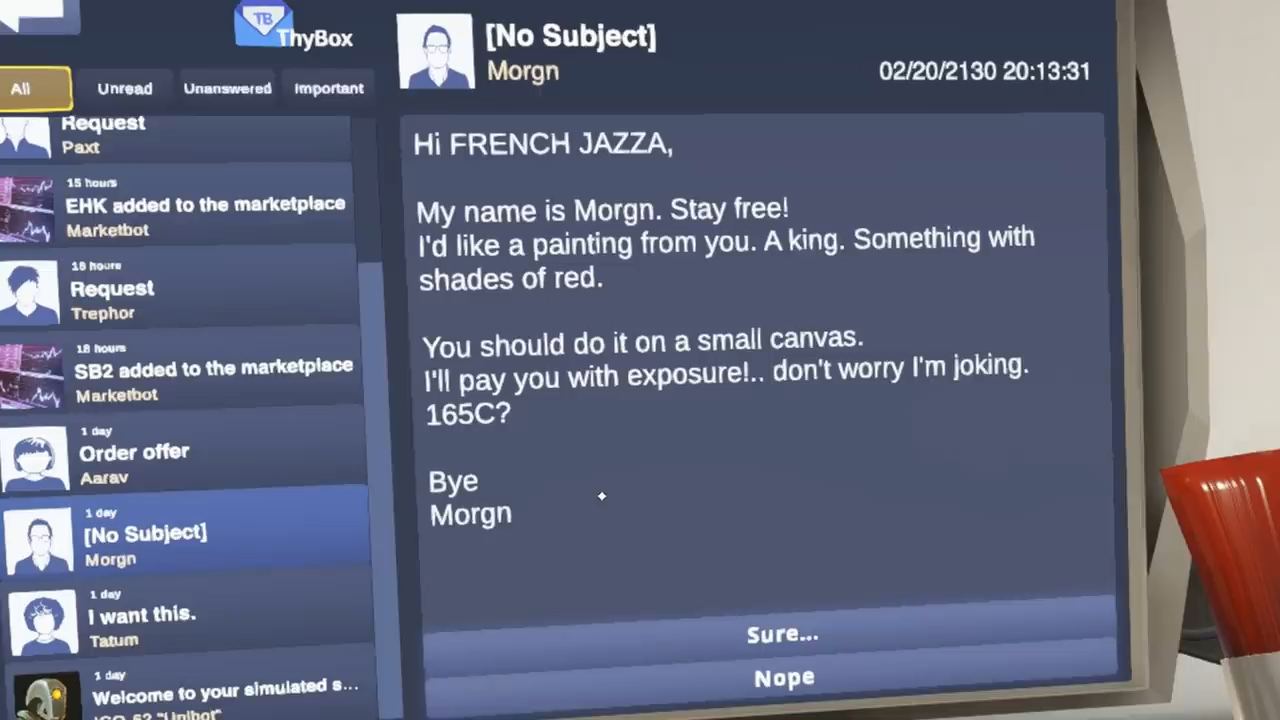 TB
ThyBox
All
Unread
Unanswered
Important
Request
Paxt
15 hours
EHK added to the marketplace
Marketbot
18 hours
Request
Trephor
18 hours
SB2 added to the marketplace
Marketbot
1 day
Order offer
Aarav
1 day
[No Subject]
Morgn
1 day
I want this.
Tatum
1 day
Welcome to your simulated s...
"Unibot"
[No Subject]
Morgn
02/20/2130 20:13:31
Hi FRENCH JAZZA,
My name is Morgn. Stay free!
I'd like a painting from you. A king. Something with
shades of red.
You should do it on a small canvas.
I'll pay you with exposure!.. don't worry I'm joking.
165C?
Bye
Morgn
Sure...
Nope